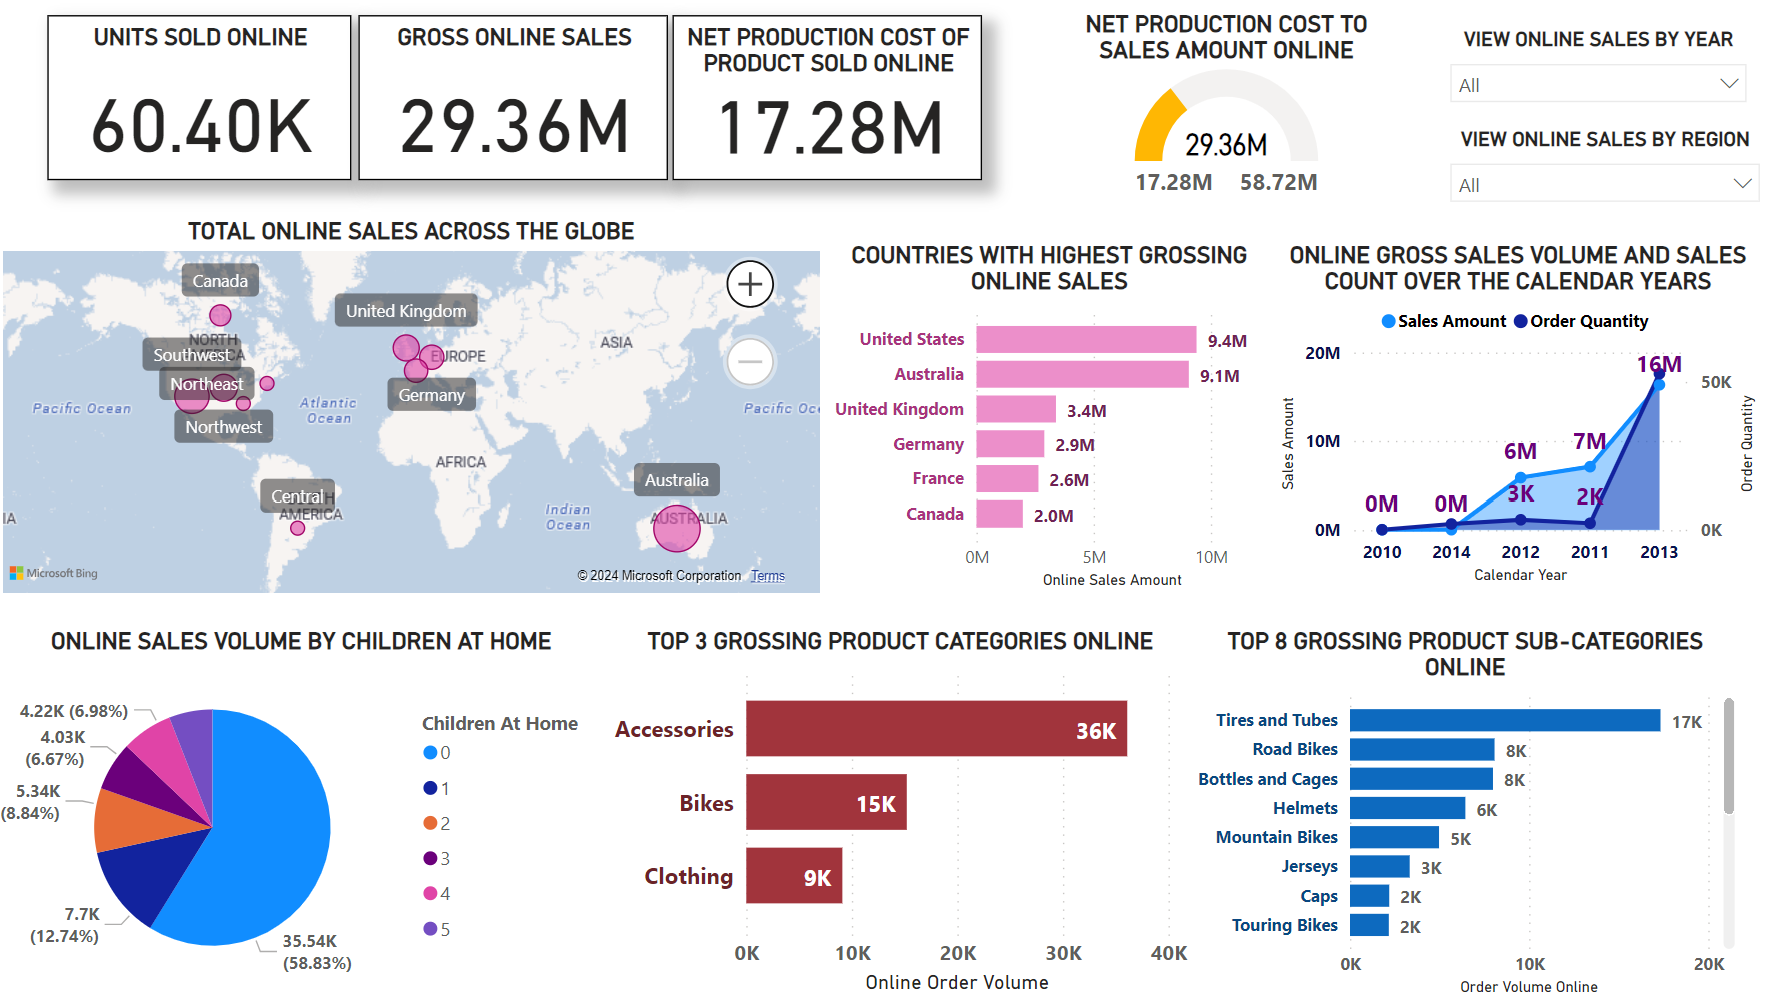 UNITS SOLD ONLINE
60.40K
GROSS ONLINE SALES
29.36M
NET PRODUCTION COST OF
PRODUCT SOLD ONLINE
17.28M
NET PRODUCTION COST TO
SALES AMOUNT ONLINE
29.36M
17.28M 58.72M
VIEW ONLINE SALES BY YEAR
All
VIEW ONLINE SALES BY REGION
All
TOTAL ONLINE SALES ACROSS THE GLOBE
Canada
United Kingdom
NORTH
Southwest
ASIA
EUROPE
Northeast
Germany
Pacific Ocean
Atlantic
Ocean
Northwest
AFRICA
Australia
Central
AMERICA
Indian
Ocean
AUSTRALIA
Microsoft Bing
© 2024 Microsoft Corporation Terms
COUNTRIES WITH HIGHEST GROSSING
ONLINE SALES
United States 9.4M
Australia 9.1M
United Kingdom 3.4M
Germany 2.9M
France 2.6M
Canada 2.0M
0M 5M 10M
Online Sales Amount
ONLINE GROSS SALES VOLUME AND SALES
COUNT OVER THE CALENDAR YEARS
Sales Amount Order Quantity
20M
16M
50K
10M
6M 7M
3K 2K
0M 0M
0M 0K
Sales Amount
Order Quantity
2010 2014 2012 2011 2013
Calendar Year
ONLINE SALES VOLUME BY CHILDREN AT HOME
4.22K (6.98%)
4.03K
(6.67%)
5.34K
(8.84%)
7.7K
(12.74%)
35.54K
(58.83%)
Children At Home
0
1
2
3
4
5
TOP 3 GROSSING PRODUCT CATEGORIES ONLINE
Accessories 36K
Bikes 15K
Clothing 9K
0K 10K 20K 30K 40K
Online Order Volume
TOP 8 GROSSING PRODUCT SUB-CATEGORIES
ONLINE
Tires and Tubes 17K
Road Bikes 8K
Bottles and Cages 8K
Helmets 6K
Mountain Bikes 5K
Jerseys 3K
Caps 2K
Touring Bikes 2K
0K 10K 20K
Order Volume Online